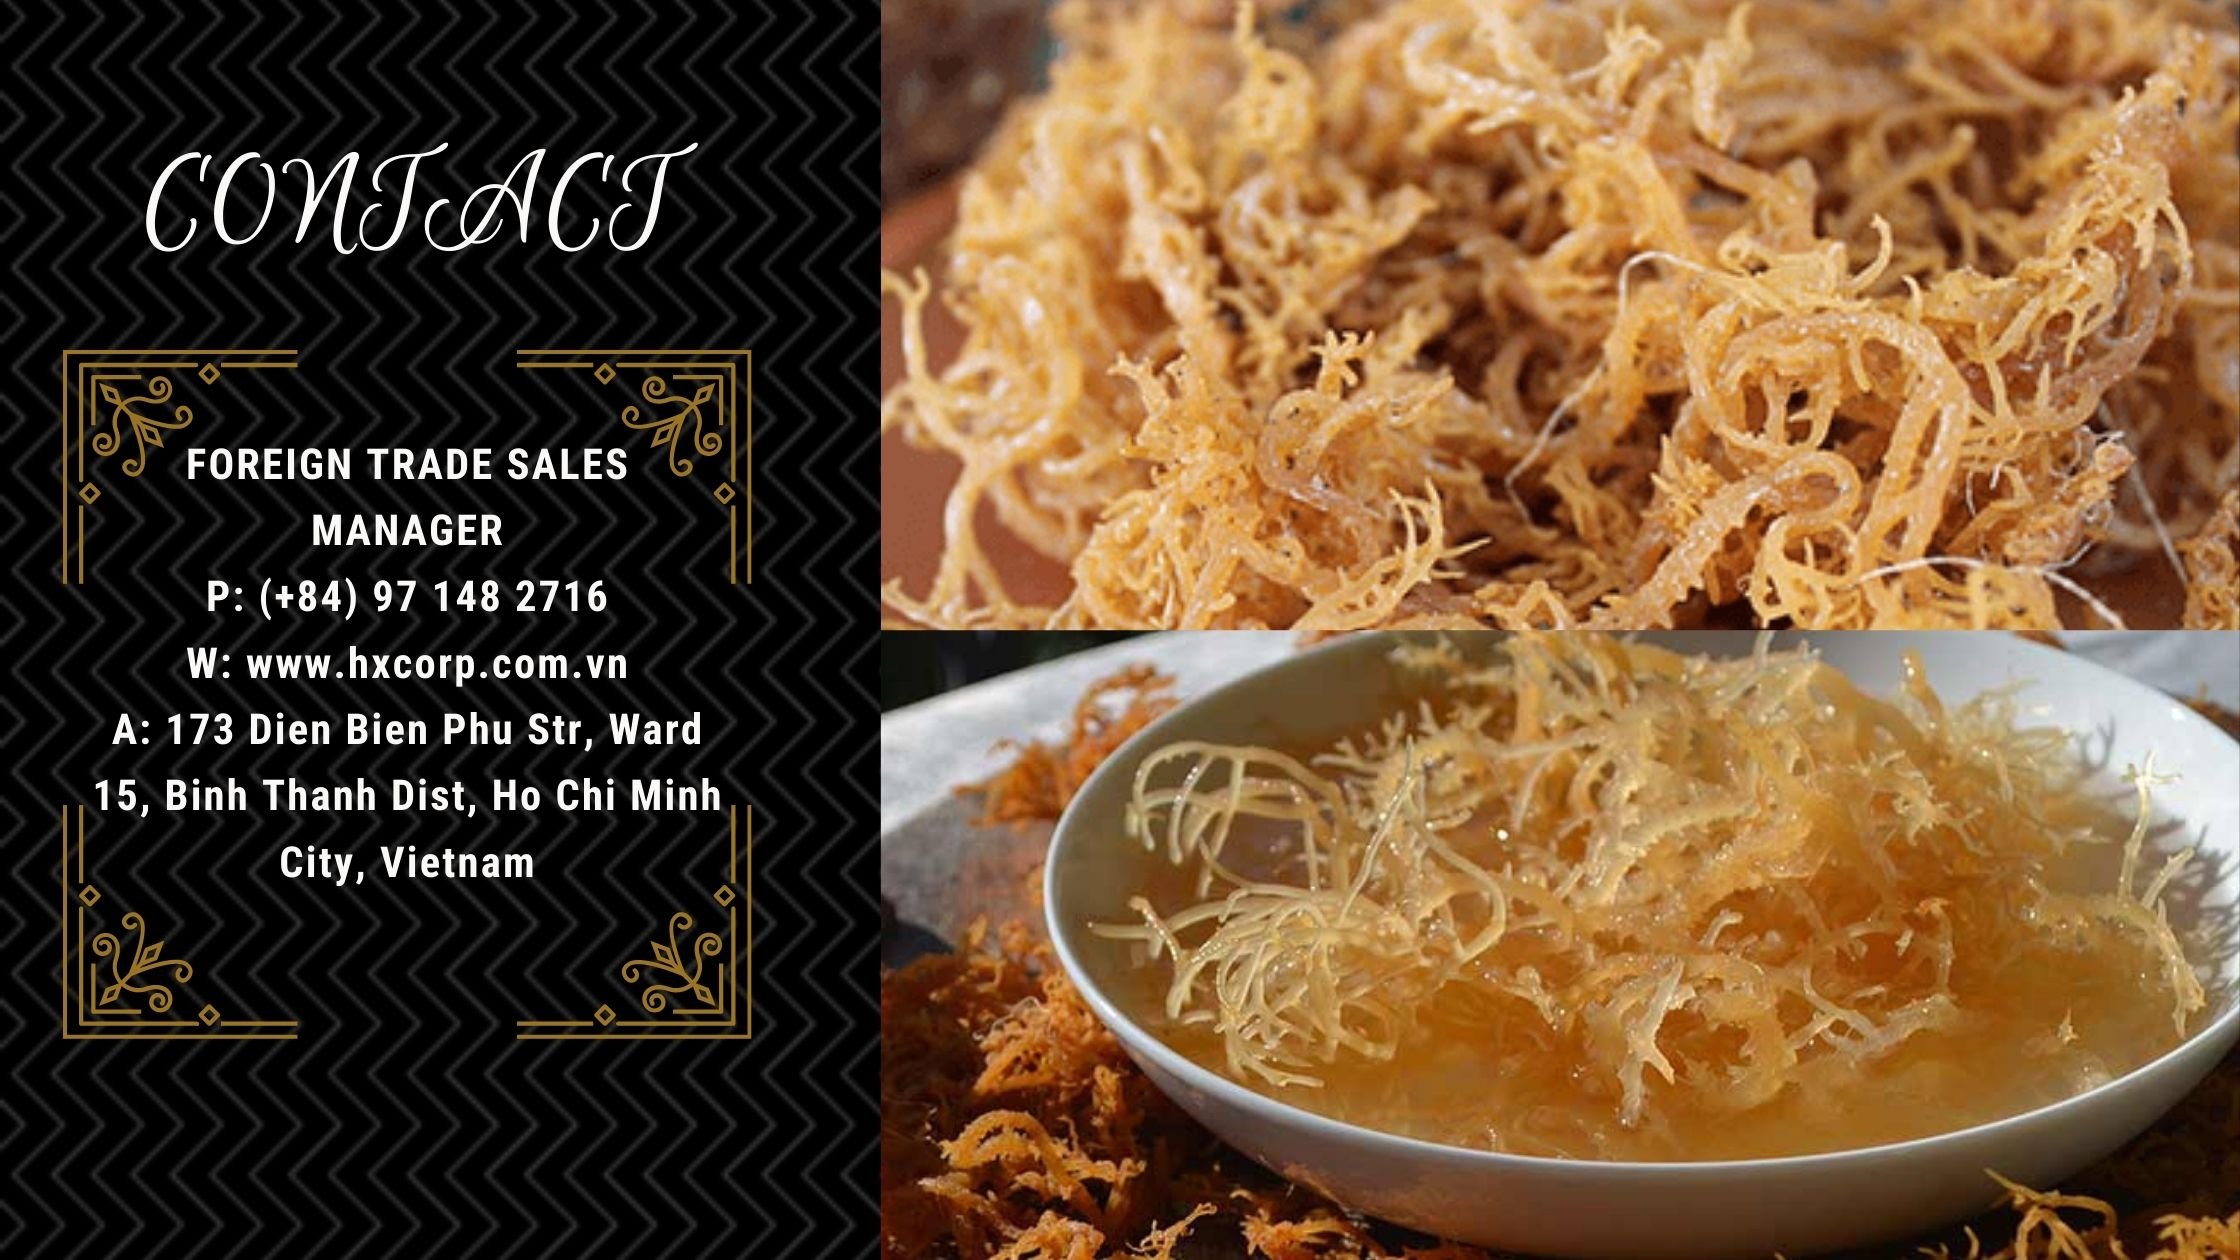 CONTACT
FOREIGN TRADE SALES
MANAGER
P: (+84) 97 148 2716
W: www.hxcorp.com.vn
A: 173 Dien Bien Phu Str, Ward
15, Binh Thanh Dist, Ho Chi Minh
City, Vietnam